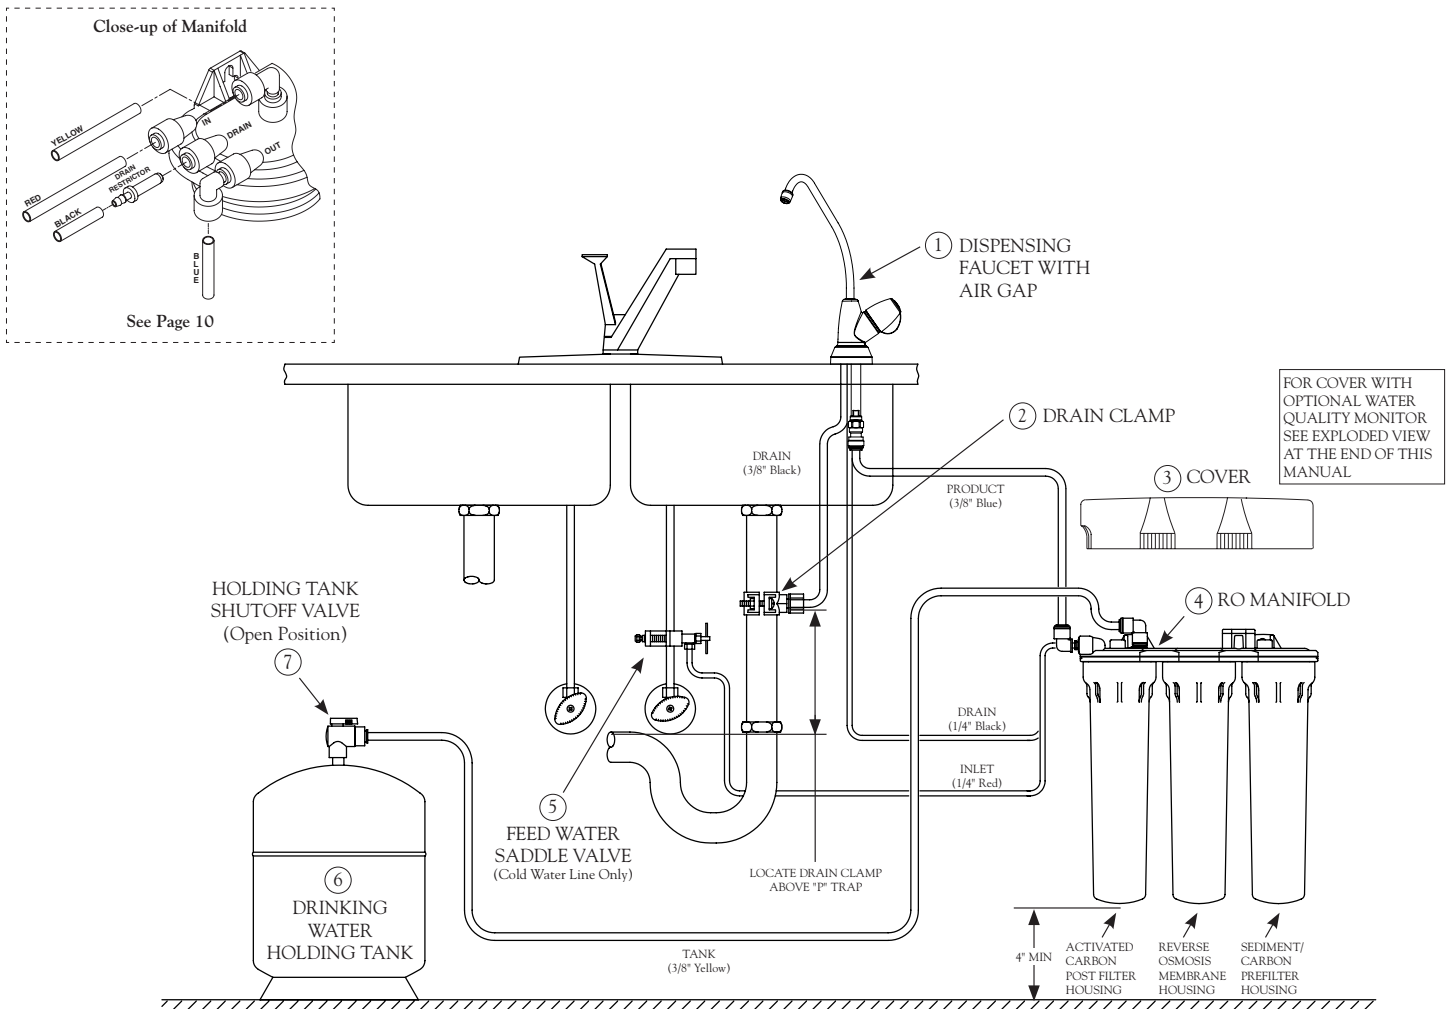 Close-up of Manifold
YELLOW
IN
DRAIN
OUT
RED
DRAIN
RESTRICTOR
BLACK
BLUE
See Page 10
1 DISPENSING
FAUCET WITH
AIR GAP
FOR COVER WITH
OPTIONAL WATER
QUALITY MONITOR
SEE EXPLODED VIEW
AT THE END OF THIS
MANUAL
2 DRAIN CLAMP
DRAIN
(3/8" Black)
PRODUCT
(3/8" Blue)
3 COVER
HOLDING TANK
SHUTOFF VALVE
(Open Position)
7
4 RO MANIFOLD
DRAIN
(1/4" Black)
INLET
(1/4" Red)
5
FEED WATER
SADDLE VALVE
(Cold Water Line Only)
LOCATE DRAIN CLAMP
ABOVE "P" TRAP
6
DRINKING
WATER
HOLDING TANK
TANK
(3/8" Yellow)
4" MIN
ACTIVATED
CARBON
POST FILTER
HOUSING
REVERSE
OSMOSIS
MEMBRANE
HOUSING
SEDIMENT/
CARBON
PREFILTER
HOUSING